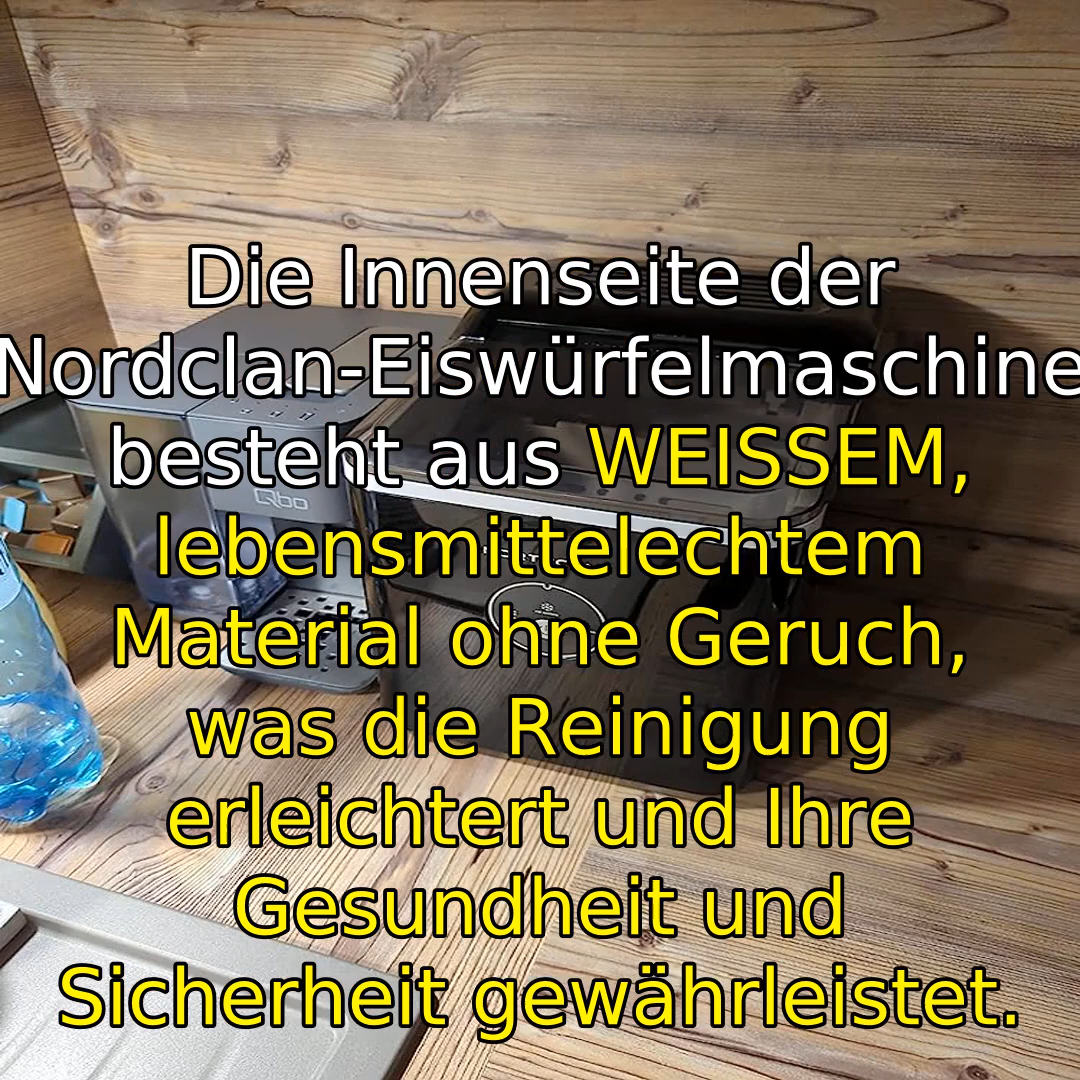 Die Innenseite der
Nordclan-Eiswürfelmaschine
besteht aus WEISSEM,
lebensmittelechtem
Material ohne Geruch,
was die Reinigung
erleichtert und Ihre
Gesundheit und
Sicherheit gewährleistet.
Qbo